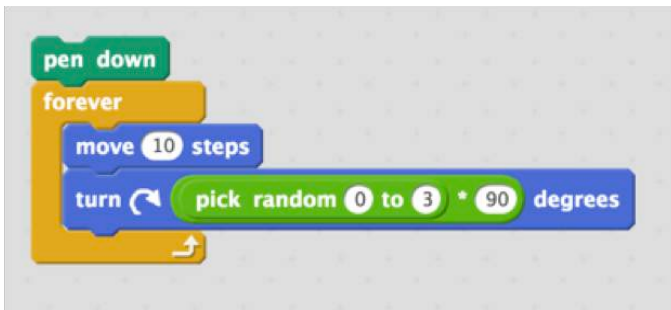 pen down
forever
move 10 steps
turn pick random 0 to 3 * 90 degrees